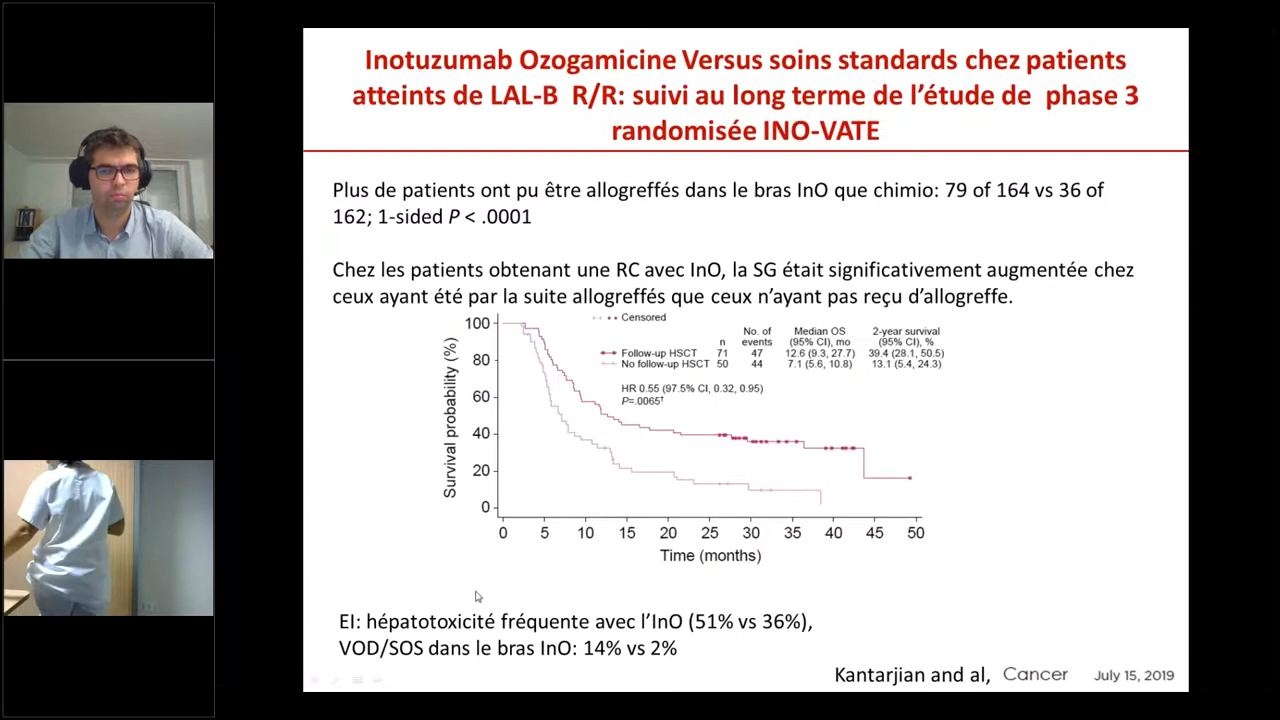 Inotuzumab Ozogamicine Versus soins standards chez patients
atteints de LAL-B R/R: suivi au long terme de l'étude de phase 3
randomisée INO-VATE
Plus de patients ont pu être allogreffés dans le bras InO que chimio: 79 of 164 vs 36 of
162; 1-sided P < .0001
Chez les patients obtenant une RC avec InO, la SG était significativement augmentée chez
ceux ayant été par la suite allogreffés que ceux n'ayant pas reçu d'allogreffe.
Censored
n No. of events Median OS (95% CI), mo 2-year survival (95% CI), %
Follow-up HSCT 71 47 12.6 (9.3, 27.7) 39.4 (28.1, 50.5)
No follow-up HSCT 50 44 7.1 (5.6, 10.8) 13.1 (5.4, 24.3)
HR 0.55 (97.5% CI, 0.32, 0.95)
P=.0065†
Survival probability (%)
100
80
60
40
20
0
0 5 10 15 20 25 30 35 40 45 50
Time (months)
EI: hépatotoxicité fréquente avec l'InO (51% vs 36%),
VOD/SOS dans le bras InO: 14% vs 2%
Kantarjian and al, Cancer July 15, 2019